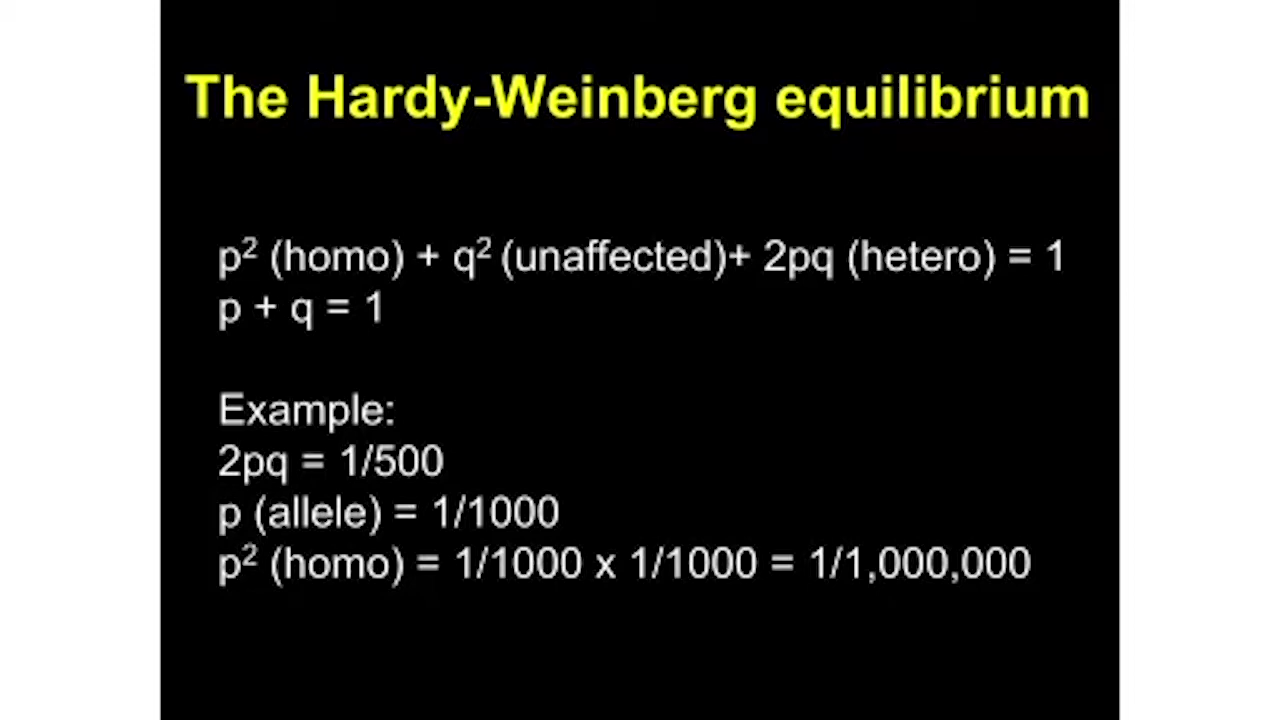 The Hardy-Weinberg equilibrium
p² (homo) + q² (unaffected)+ 2pq (hetero) = 1
p + q = 1
Example:
2pq = 1/500
p (allele) = 1/1000
p² (homo) = 1/1000 x 1/1000 = 1/1,000,000